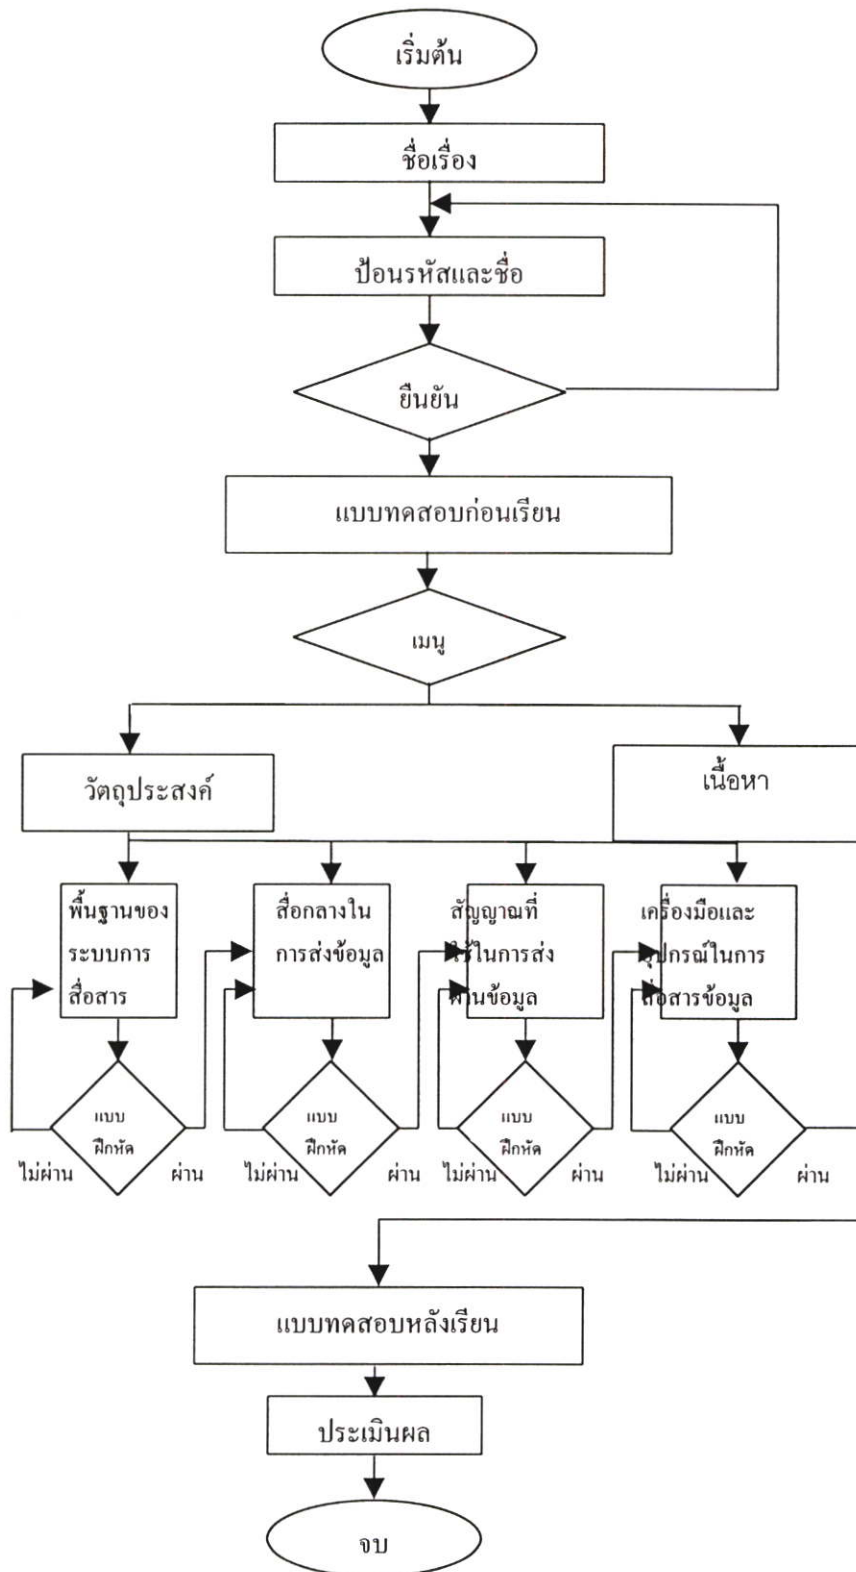 เริ่มต้น
ชื่อเรื่อง
ป้อนรหัสและชื่อ
ยืนยัน
แบบทดสอบก่อนเรียน
เมนู
วัตถุประสงค์
เนื้อหา
พื้นฐานของ
ระบบการ
สื่อสาร
สื่อกลางใน
การส่งข้อมูล
สัญญาณที่
ใช้ในการส่ง
ผ่านข้อมูล
เครื่องมือและ
อุปกรณ์ในการ
สื่อสารข้อมูล
แบบ
ฝึกหัด
ไม่ผ่าน
ผ่าน
แบบ
ฝึกหัด
ไม่ผ่าน
ผ่าน
แบบ
ฝึกหัด
ไม่ผ่าน
ผ่าน
แบบ
ฝึกหัด
ไม่ผ่าน
ผ่าน
แบบทดสอบหลังเรียน
ประเมินผล
จบ